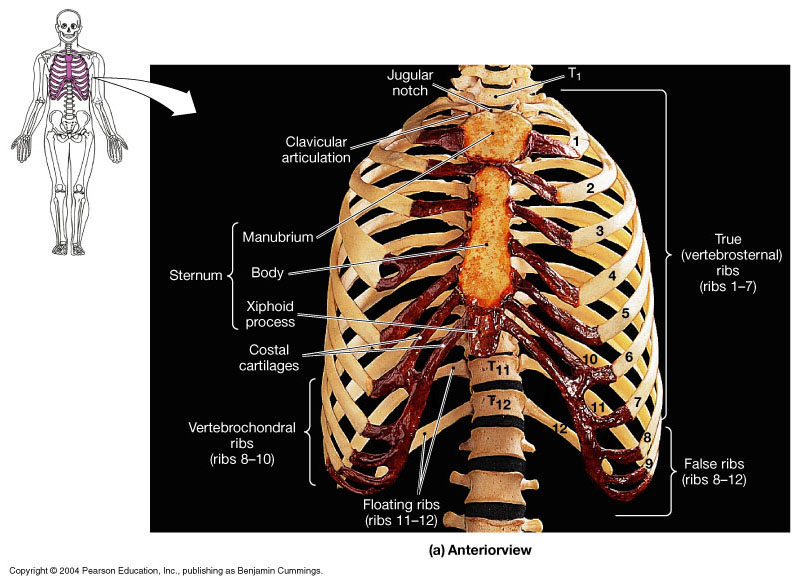 Jugular
notch
T1
Clavicular
articulation
1
2
3
Manubrium
Sternum
Body
True
(vertebrosternal)
ribs
(ribs 1–7)
4
Xiphoid
process
5
Costal
cartilages
10
6
T11
T12
11
7
Vertebrochondral
ribs
(ribs 8–10)
12
8
9
False ribs
(ribs 8–12)
Floating ribs
(ribs 11–12)
(a) Anteriorview
Copyright © 2004 Pearson Education, Inc., publishing as Benjamin Cummings.